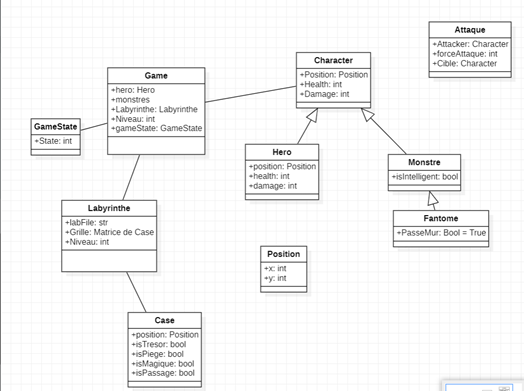 Attaque
+Attacker: Character
+forceAttaque: int
+Cible: Character
Character
+Position: Position
+Health: int
+Damage: int
Game
+hero: Hero
+monstres
+Labyrinthe: Labyrinthe
+Niveau: int
+gameState: GameState
GameState
+State: int
Hero
+position: Position
+health: int
+damage: int
Monstre
+isIntelligent: bool
Fantome
+PasseMur: Bool = True
Labyrinthe
+labFile: str
+Grille: Matrice de Case
+Niveau: int
Position
+x: int
+y: int
Case
+position: Position
+isTresor: bool
+isPiege: bool
+isMagique: bool
+isPassage: bool